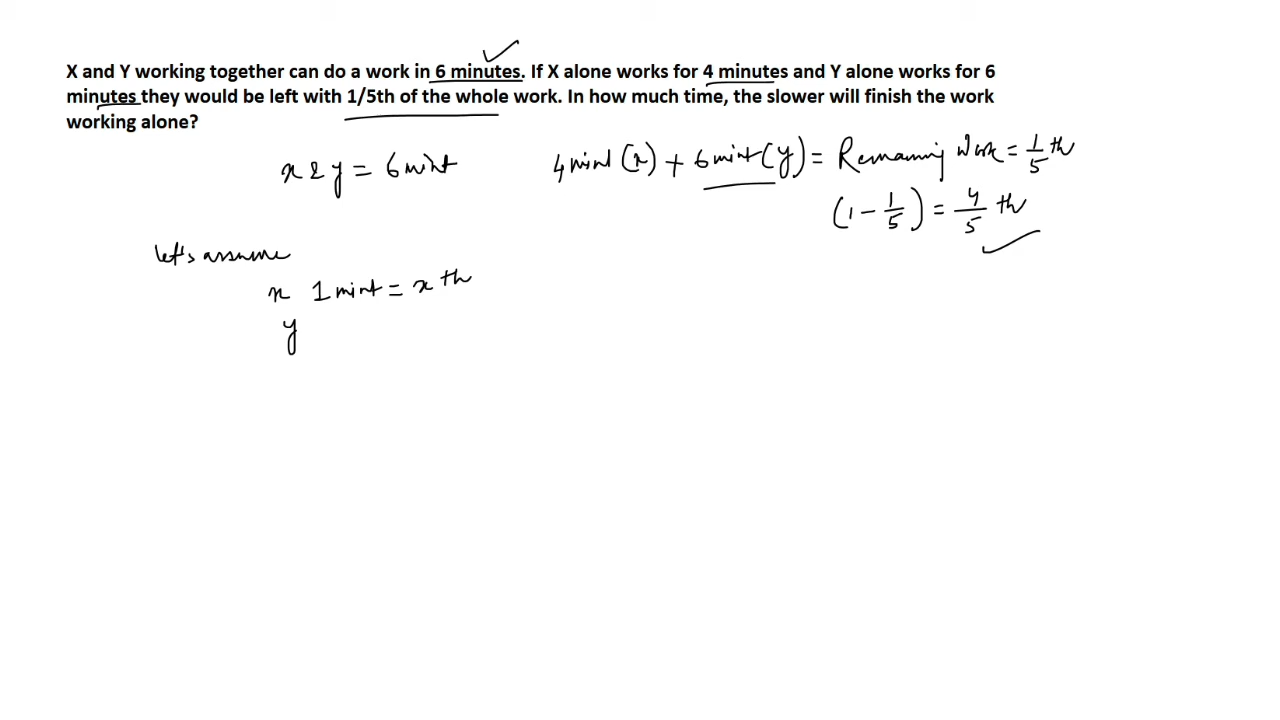 X and Y working together can do a work in 6 minutes. If X alone works for 4 minutes and Y alone works for 6
minutes they would be left with 1/5th of the whole work. In how much time, the slower will finish the work
working alone?
x & y = 6 mint
4 mint (x) + 6 mint (y) = Remaning Work = 1/5 th
(1 - 1/5) = 4/5 th
let's assume
x 1 mint = x th
y